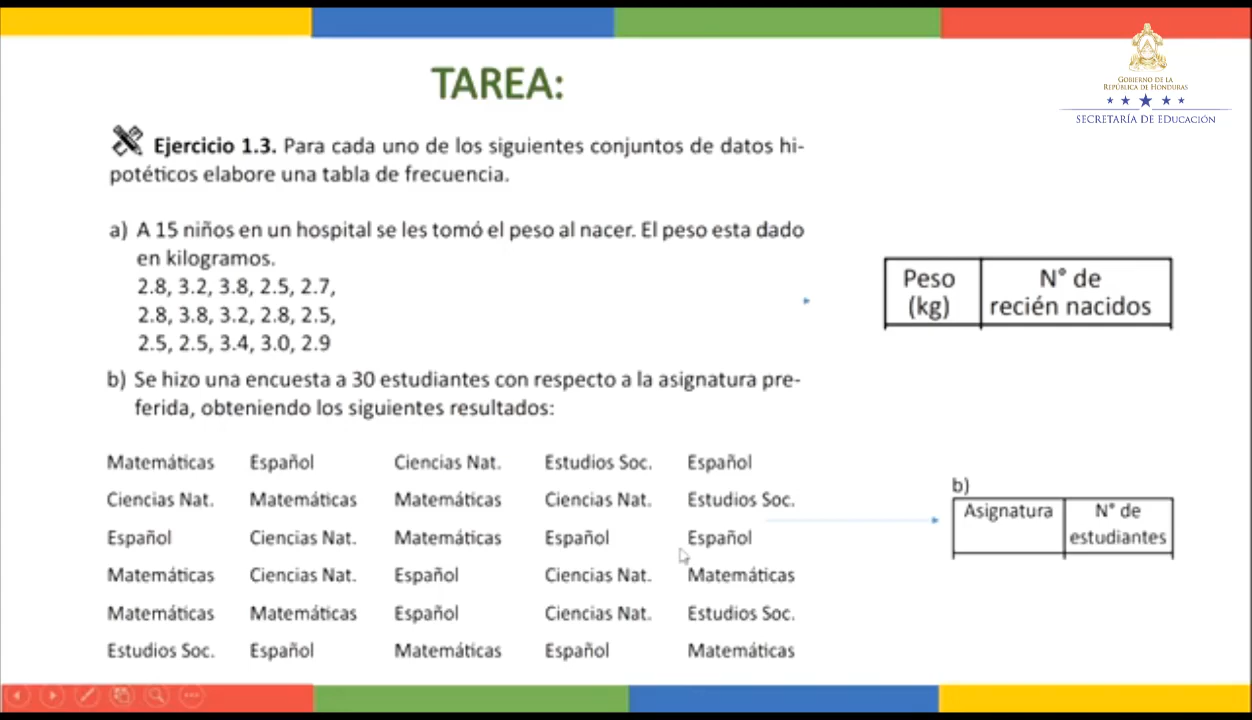 TAREA:
GOBIERNO DE LA
REPÚBLICA DE HONDURAS
SECRETARÍA DE EDUCACIÓN
Ejercicio 1.3. Para cada uno de los siguientes conjuntos de datos hi-
potéticos elabore una tabla de frecuencia.
a) A 15 niños en un hospital se les tomó el peso al nacer. El peso esta dado
en kilogramos.
2.8, 3.2, 3.8, 2.5, 2.7,
2.8, 3.8, 3.2, 2.8, 2.5,
2.5, 2.5, 3.4, 3.0, 2.9
Peso N° de
(kg) recién nacidos
b) Se hizo una encuesta a 30 estudiantes con respecto a la asignatura pre-
ferida, obteniendo los siguientes resultados:
Matemáticas Español Ciencias Nat. Estudios Soc. Español
Ciencias Nat. Matemáticas Matemáticas Ciencias Nat. Estudios Soc.
Español Ciencias Nat. Matemáticas Español Español
Matemáticas Ciencias Nat. Español Ciencias Nat. Matemáticas
Matemáticas Matemáticas Español Ciencias Nat. Estudios Soc.
Estudios Soc. Español Matemáticas Español Matemáticas
b)
Asignatura N° de
estudiantes